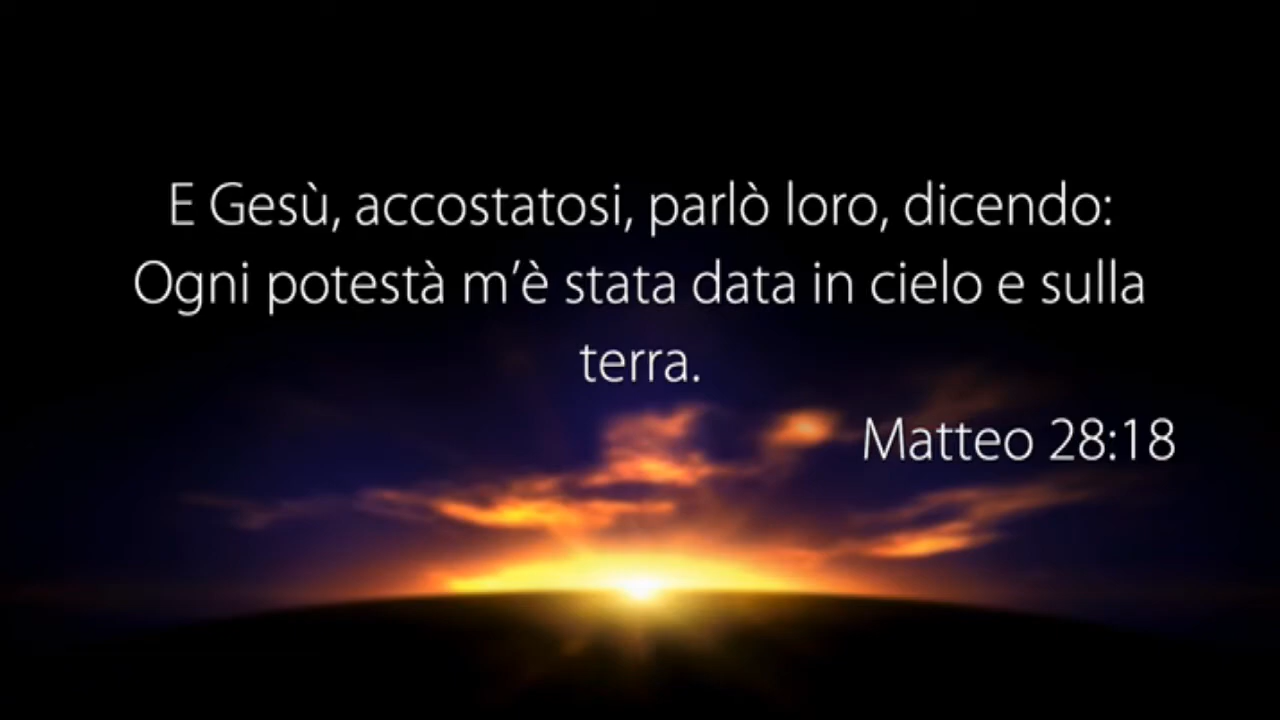 E Gesù, accostatosi, parlò loro, dicendo:
Ogni potestà m’è stata data in cielo e sulla
terra.
Matteo 28:18